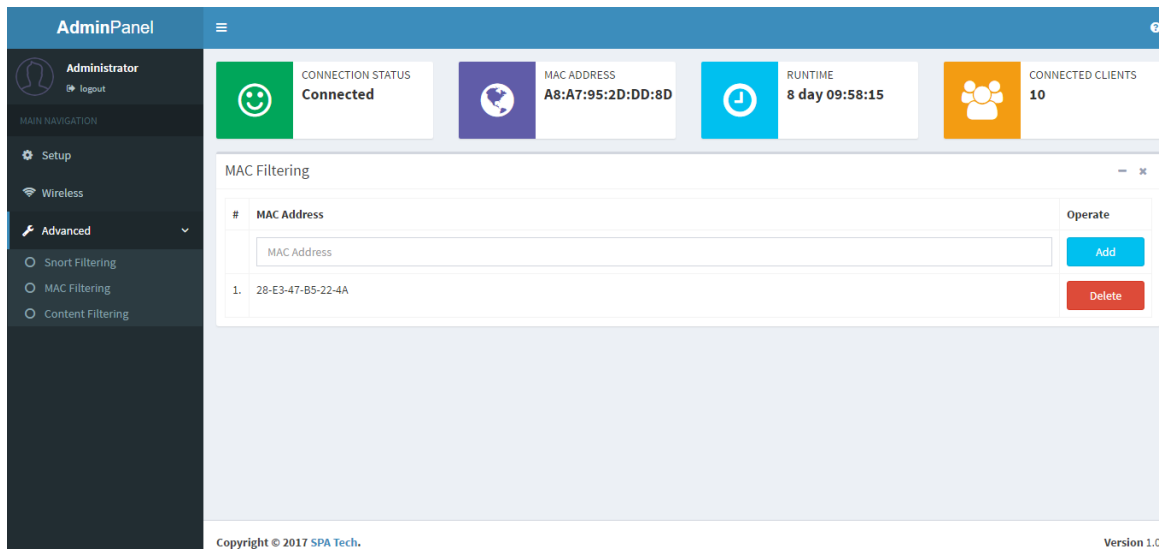 AdminPanel
Administrator
logout
MAIN NAVIGATION
Setup
Wireless
Advanced
Snort Filtering
MAC Filtering
Content Filtering
CONNECTION STATUS
Connected
MAC ADDRESS
A8:A7:95:2D:DD:8D
RUNTIME
8 day 09:58:15
CONNECTED CLIENTS
10
MAC Filtering
# MAC Address Operate
MAC Address Add
1. 28-E3-47-B5-22-4A Delete
Copyright © 2017 SPA Tech. Version 1.0